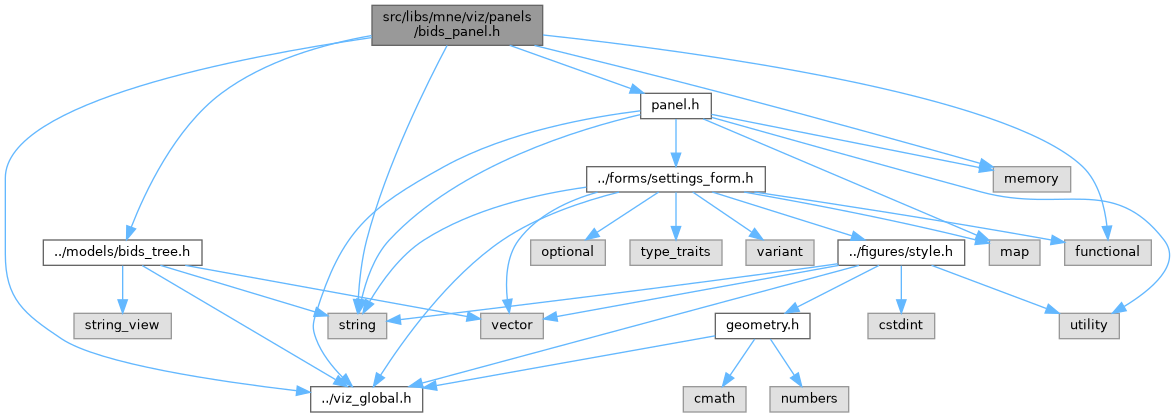 src/libs/mne/viz/panels
/bids_panel.h
panel.h
../forms/settings_form.h
memory
../models/bids_tree.h
optional
type_traits
variant
../figures/style.h
map
functional
string_view
string
vector
geometry.h
cstdint
utility
../viz_global.h
cmath
numbers